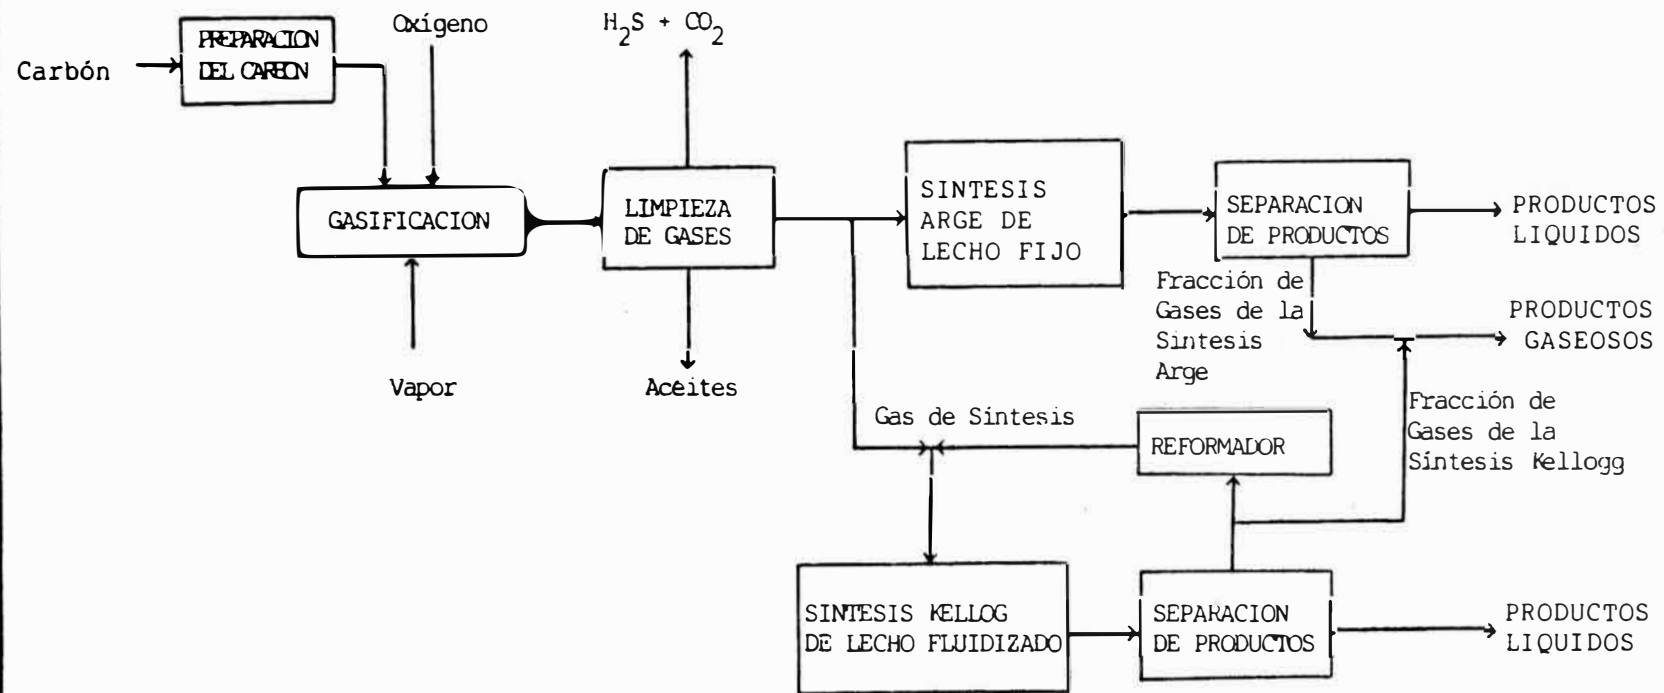 Carbón
PREPARACION
DEL CARBON
Oxígeno
H2S + CO2
GASIFICACION
Vapor
LIMPIEZA
DE GASES
Aceites
SINTESIS
ARGE DE
LECHO FIJO
SEPARACION
DE PRODUCTOS
PRODUCTOS
LIQUIDOS
Fracción de
Gases de la
Sintesis
Arge
PRODUCTOS
GASEOSOS
Gas de Síntesis
REFORMADOR
Fracción de
Gases de la
Síntesis Kellogg
SINTESIS KELLOG
DE LECHO FLUIDIZADO
SEPARACION
DE PRODUCTOS
PRODUCTOS
LIQUIDOS